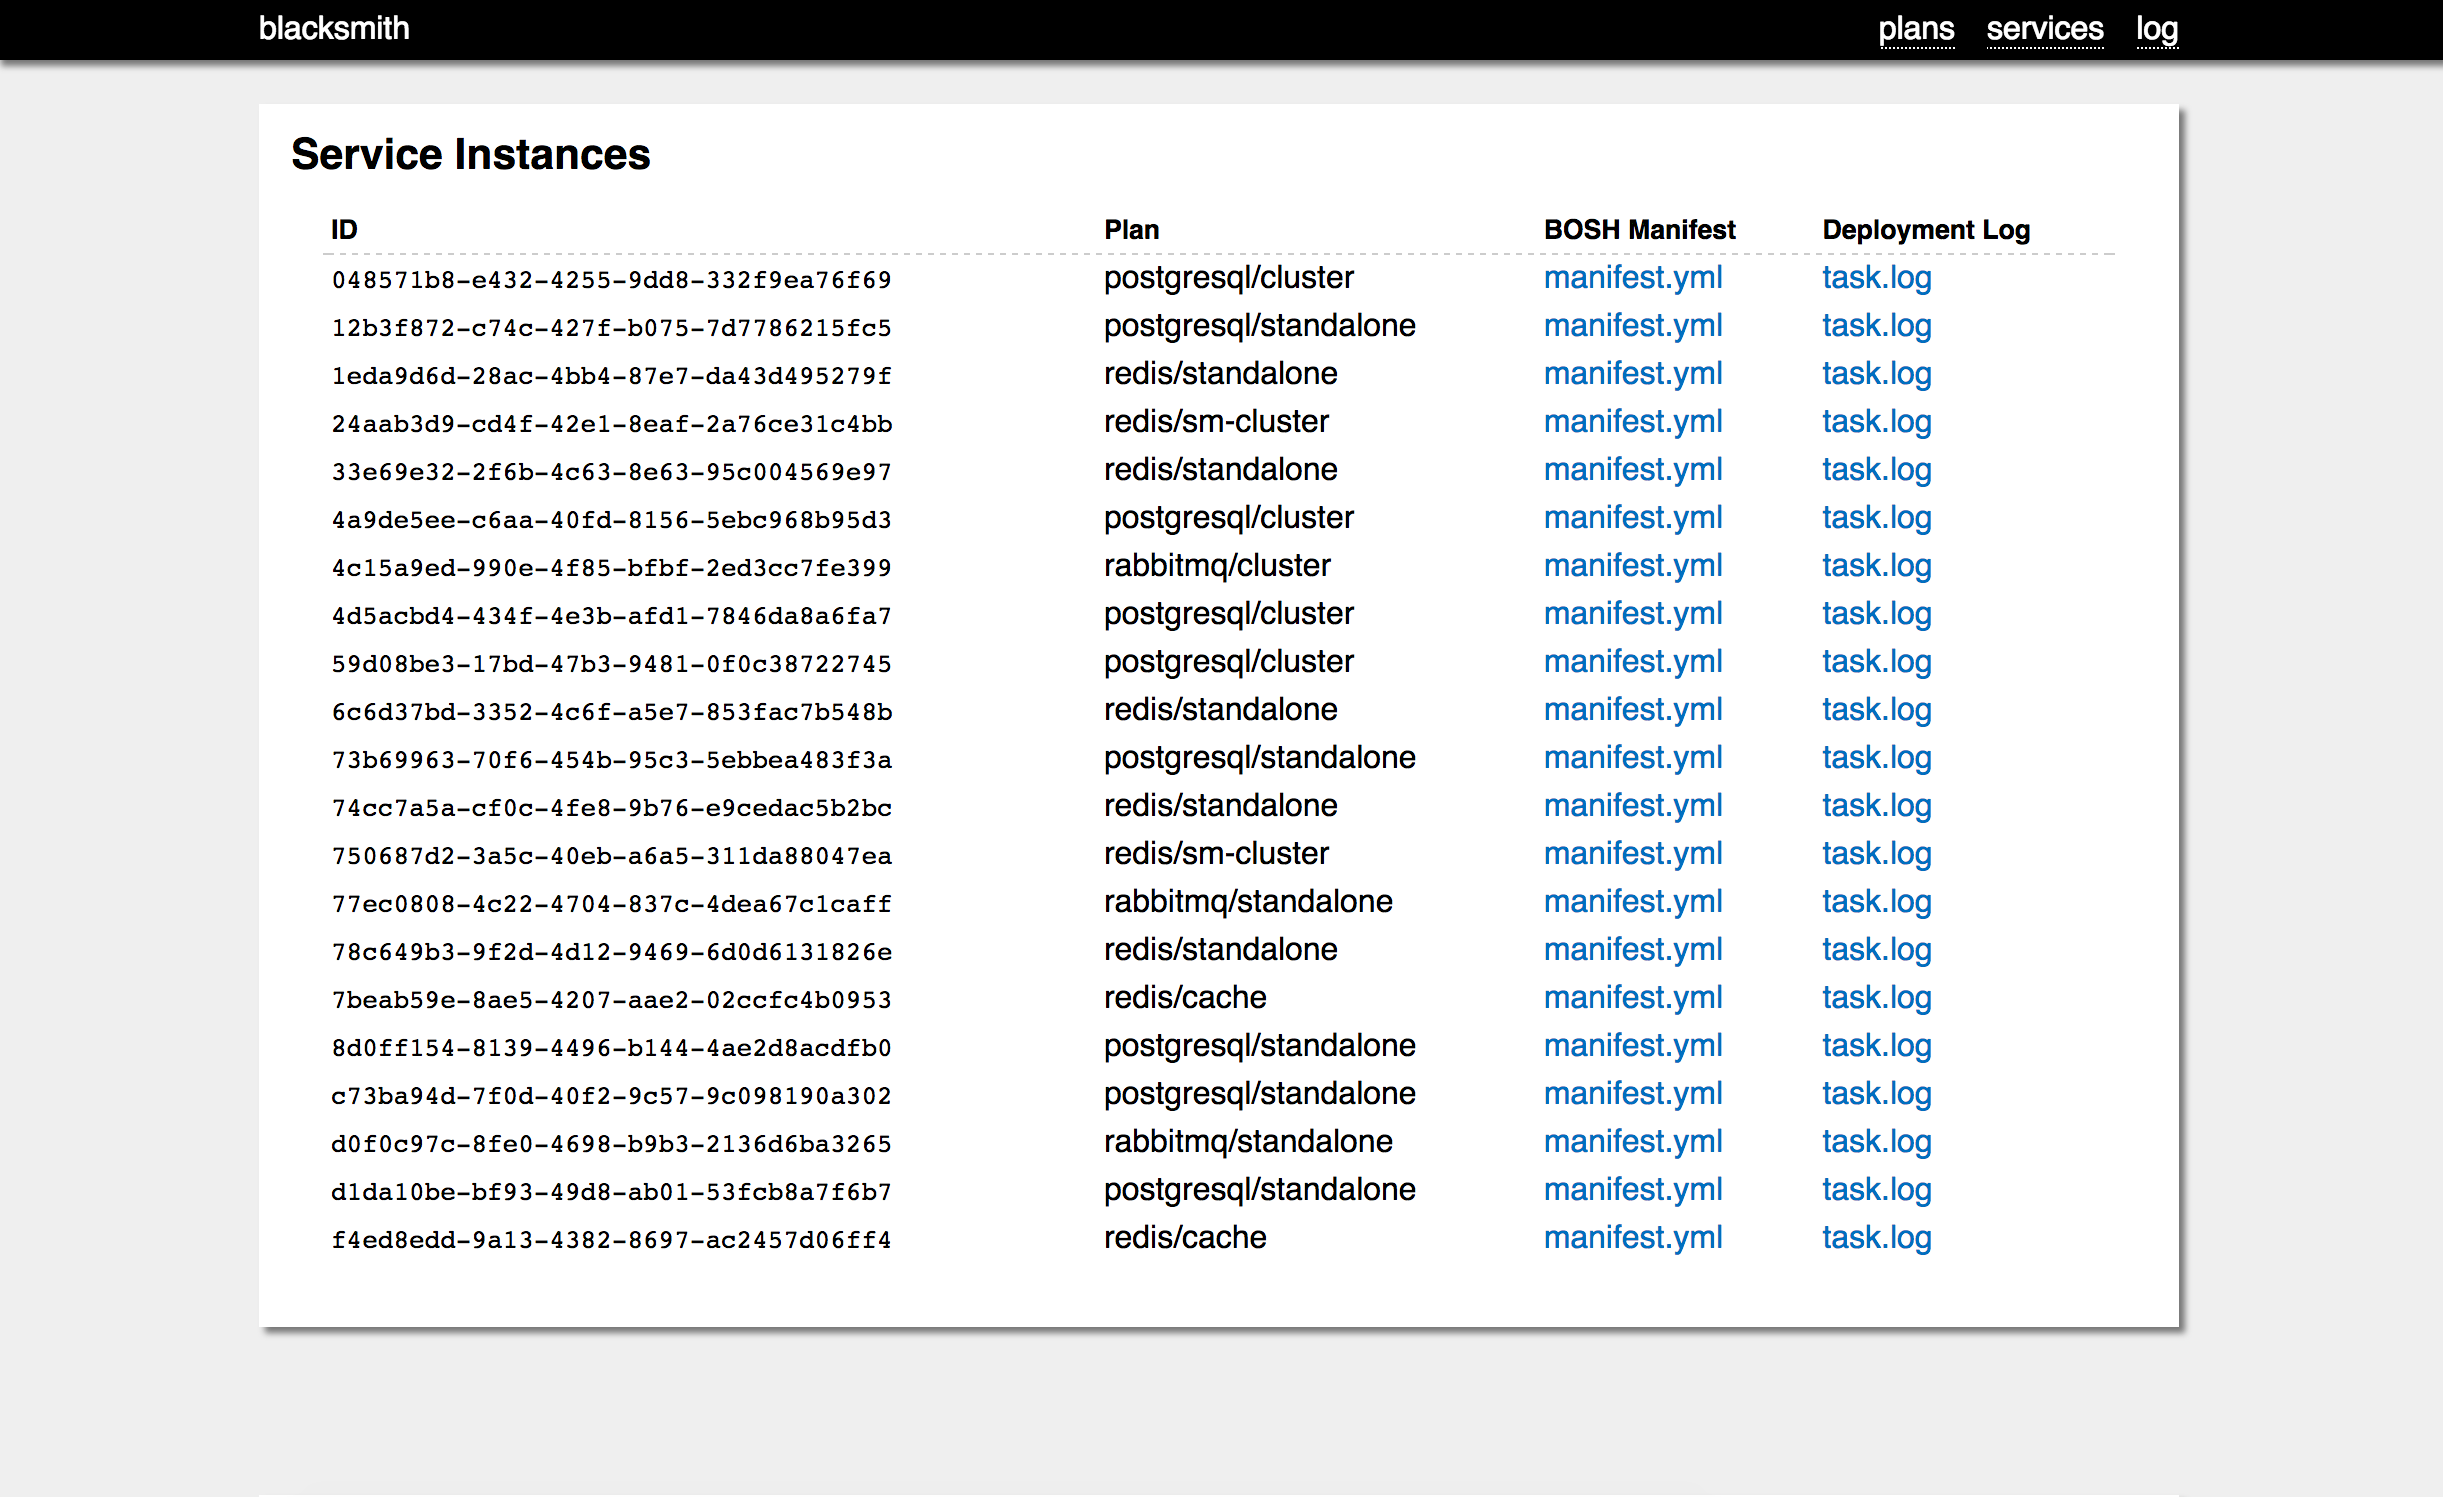 blacksmith plans services log
Service Instances
ID Plan BOSH Manifest Deployment Log
048571b8-e432-4255-9dd8-332f9ea76f69 postgresql/cluster manifest.yml task.log
12b3f872-c74c-427f-b075-7d7786215fc5 postgresql/standalone manifest.yml task.log
1eda9d6d-28ac-4bb4-87e7-da43d495279f redis/standalone manifest.yml task.log
24aab3d9-cd4f-42e1-8eaf-2a76ce31c4bb redis/sm-cluster manifest.yml task.log
33e69e32-2f6b-4c63-8e63-95c004569e97 redis/standalone manifest.yml task.log
4a9de5ee-c6aa-40fd-8156-5ebc968b95d3 postgresql/cluster manifest.yml task.log
4c15a9ed-990e-4f85-bfbf-2ed3cc7fe399 rabbitmq/cluster manifest.yml task.log
4d5acbd4-434f-4e3b-afd1-7846da8a6fa7 postgresql/cluster manifest.yml task.log
59d08be3-17bd-47b3-9481-0f0c38722745 postgresql/cluster manifest.yml task.log
6c6d37bd-3352-4c6f-a5e7-853fac7b548b redis/standalone manifest.yml task.log
73b69963-70f6-454b-95c3-5ebbea483f3a postgresql/standalone manifest.yml task.log
74cc7a5a-cf0c-4fe8-9b76-e9cedac5b2bc redis/standalone manifest.yml task.log
750687d2-3a5c-40eb-a6a5-311da88047ea redis/sm-cluster manifest.yml task.log
77ec0808-4c22-4704-837c-4dea67c1caff rabbitmq/standalone manifest.yml task.log
78c649b3-9f2d-4d12-9469-6d0d6131826e redis/standalone manifest.yml task.log
7beab59e-8ae5-4207-aae2-02ccfc4b0953 redis/cache manifest.yml task.log
8d0ff154-8139-4496-b144-4ae2d8acdfb0 postgresql/standalone manifest.yml task.log
c73ba94d-7f0d-40f2-9c57-9c098190a302 postgresql/standalone manifest.yml task.log
d0f0c97c-8fe0-4698-b9b3-2136d6ba3265 rabbitmq/standalone manifest.yml task.log
d1da10be-bf93-49d8-ab01-53fcb8a7f6b7 postgresql/standalone manifest.yml task.log
f4ed8edd-9a13-4382-8697-ac2457d06ff4 redis/cache manifest.yml task.log